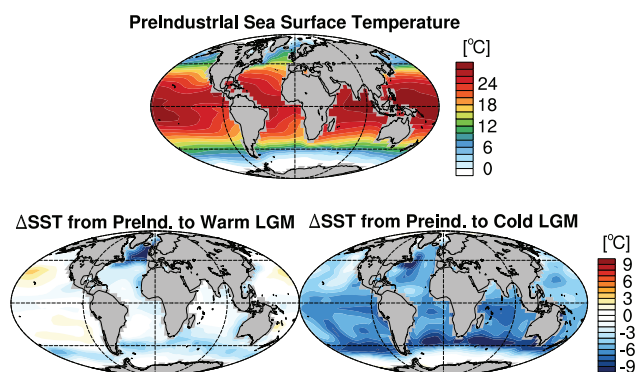 PreIndustrial Sea Surface Temperature
[°C]
24
18
12
6
0
ΔSST from PreInd. to Warm LGM
ΔSST from Preind. to Cold LGM
[°C]
9
6
3
0
-3
-6
-9